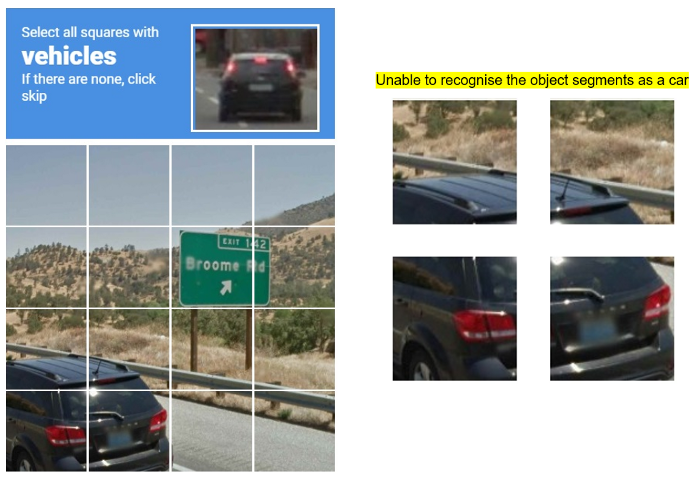 Select all squares with
vehicles
If there are none, click
skip
Unable to recognise the object segments as a car
EXIT 142
Broome Rd